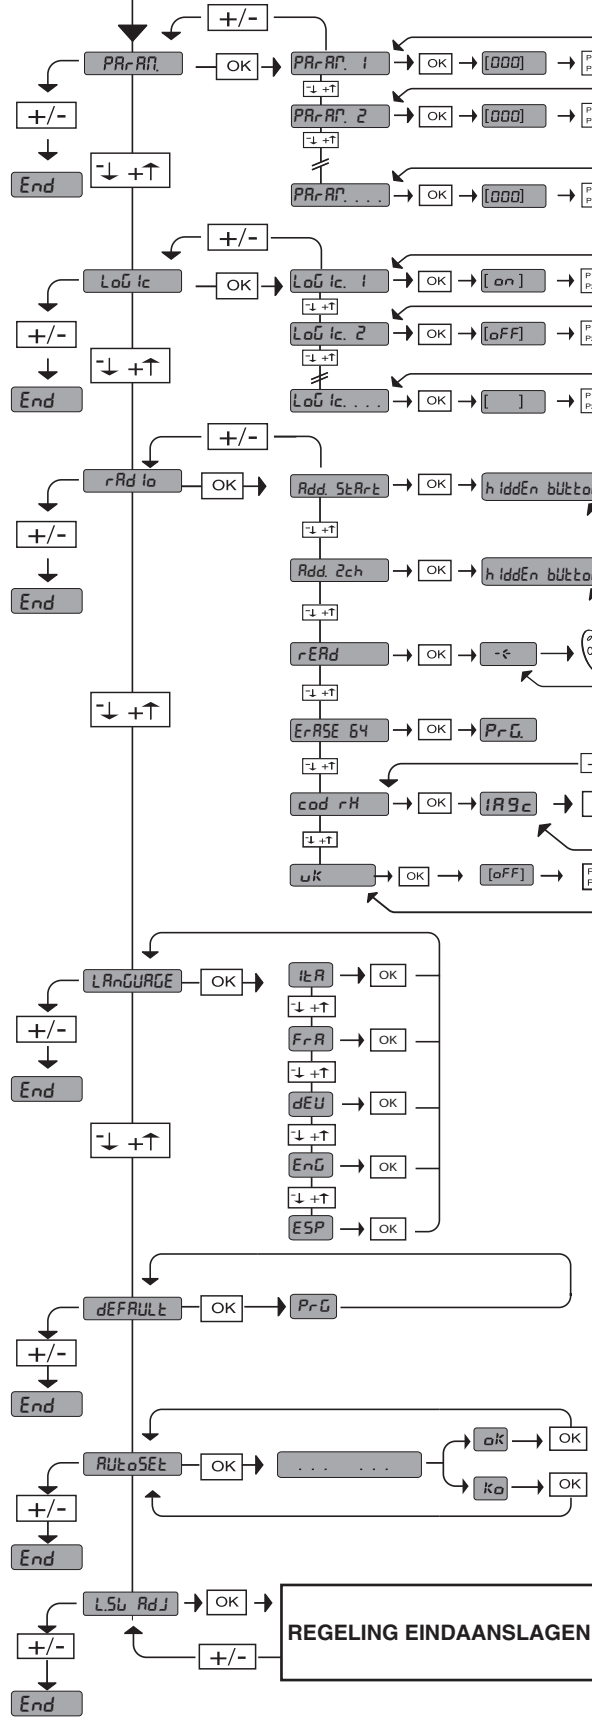 +/-
PArAM. OK PArAM. 1 OK [000] P
P
+/- -↓ +↑
PArAM. 2 OK [000] P
P
-↓ +↑
End -↓ +↑
PArAM. . . . OK [000] P
P
+/-
LoGIc OK LoGIc. 1 OK [ on ] P
P
-↓ +↑
+/- LoGIc. 2 OK [oFF] P
P
-↓ +↑ -↓ +↑
End LoGIc. . . . OK [ ] P
P
+/-
rAdIo OK Add. StArt OK hIddEn bUtto
+/- -↓ +↑
Add. 2ch OK hIddEn bUtto
End
-↓ +↑
rEAd OK
-↓ +↑
-↓ +↑
ErASE 64 OK PrG.
-↓ +↑
cod rH OK 1A9c
-↓ +↑
uK OK [oFF] P
P
LAnGUAGE OK ItA OK
-↓ +↑
+/- FrA OK
-↓ +↑
End dEU OK
-↓ +↑ -↓ +↑
EnG OK
-↓ +↑
ESP OK
dEFAULt OK PrG
+/-
End
AUtoSEt OK . . . . . . oK OK
Ko OK
+/-
End
L.SW AdJ OK REGELING EINDAANSLAGEN
+/- +/-
End